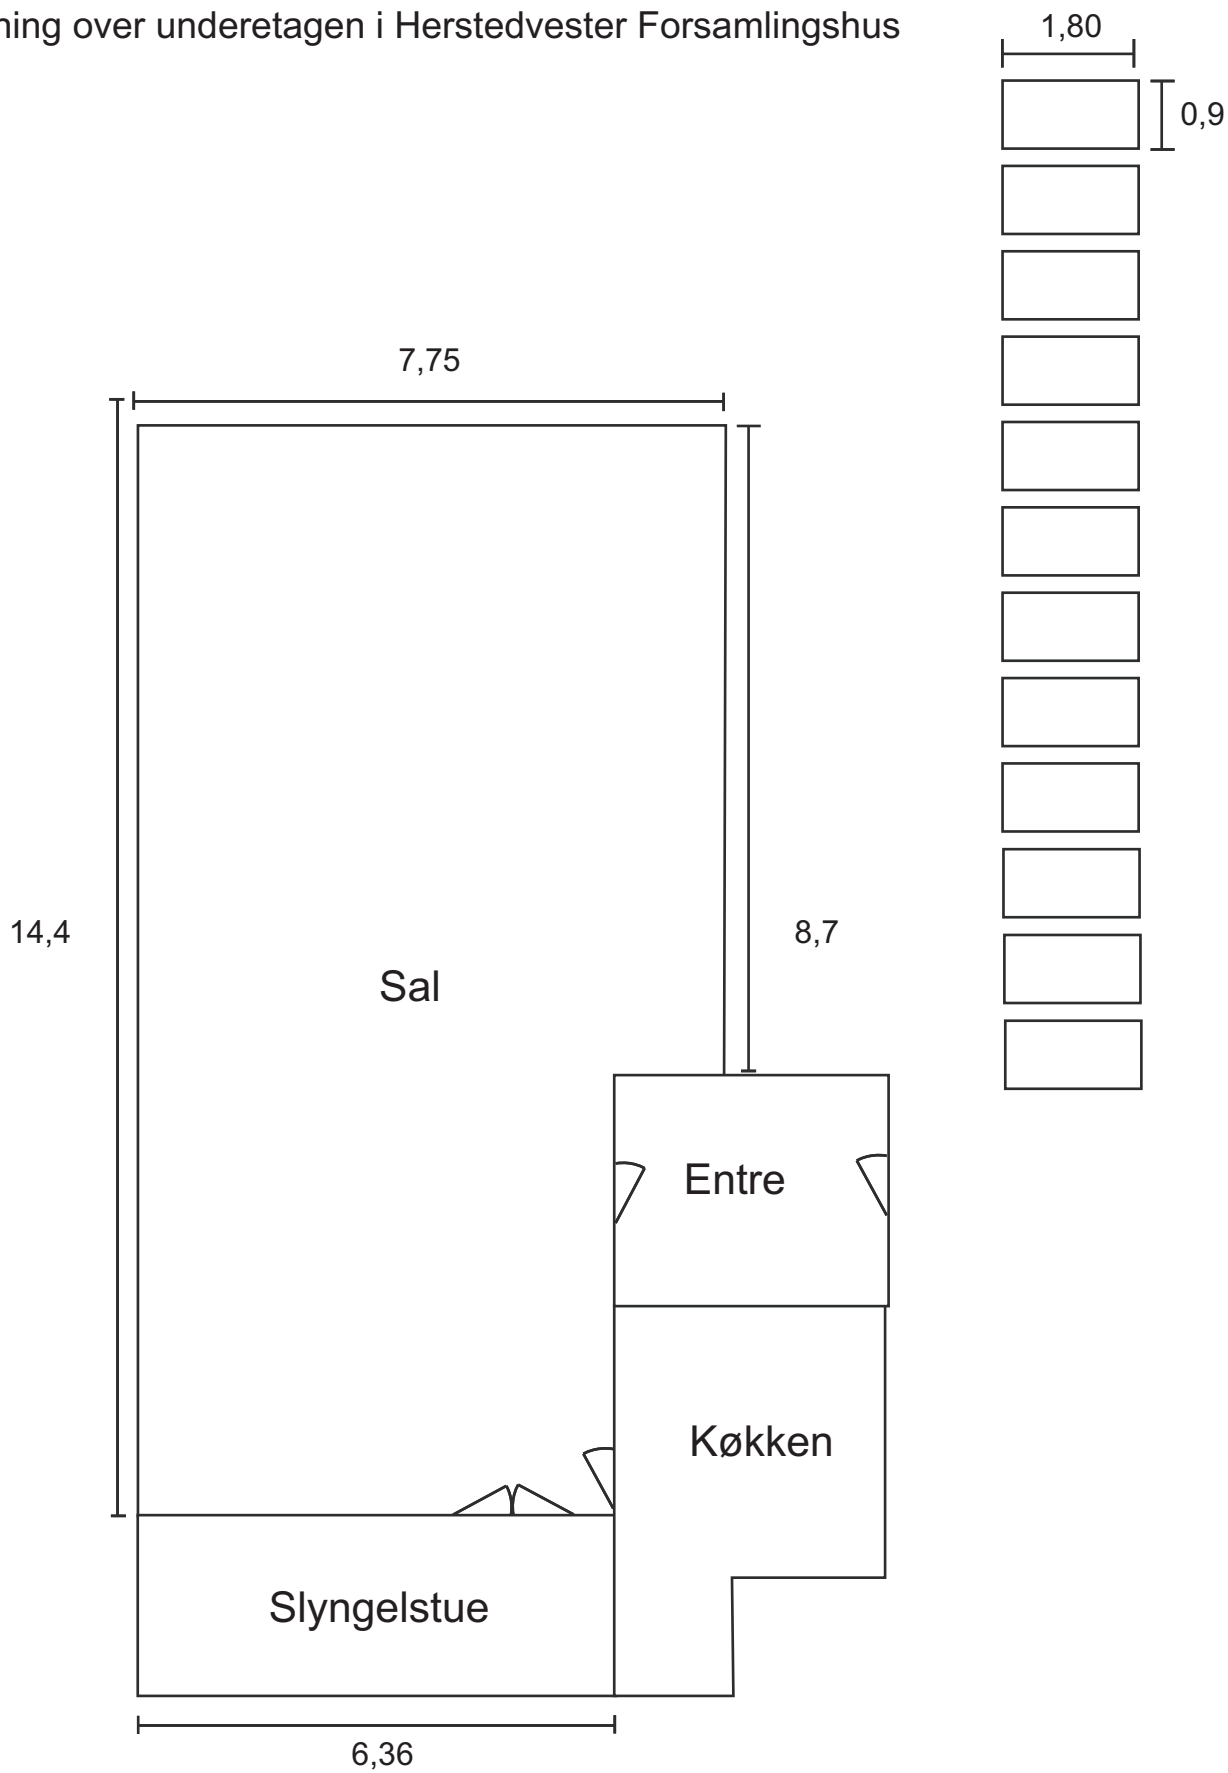 ning over underetagen i Herstedvester Forsamlingshus
1,80
0,9
7,75
14,4
8,7
Sal
Entre
Køkken
Slyngelstue
6,36